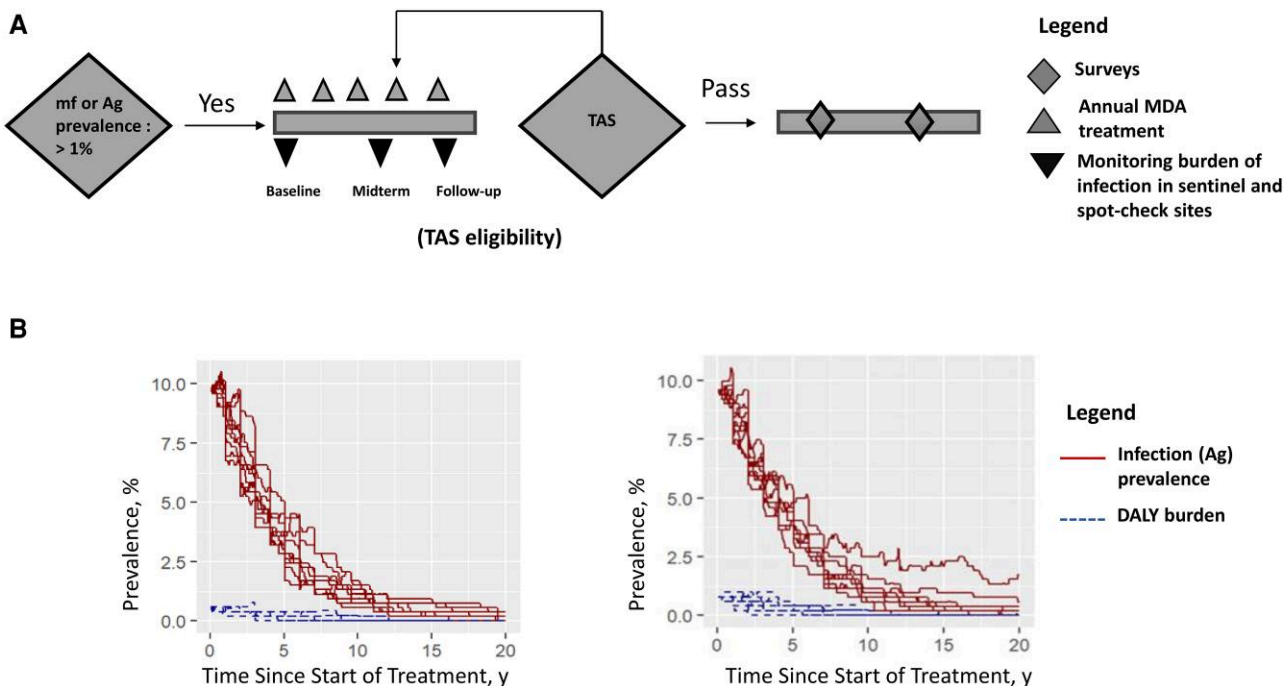 A
mf or Ag
prevalence :
> 1%
Yes
Baseline
Midterm
Follow-up
(TAS eligibility)
TAS
Pass
Legend
Surveys
Annual MDA
treatment
Monitoring burden of
infection in sentinel and
spot-check sites
B
Prevalence, %
10.0
7.5
5.0
2.5
0.0
0
5
10
15
20
Time Since Start of Treatment, y
Prevalence, %
10.0
7.5
5.0
2.5
0.0
0
5
10
15
20
Time Since Start of Treatment, y
Legend
Infection (Ag)
prevalence
DALY burden